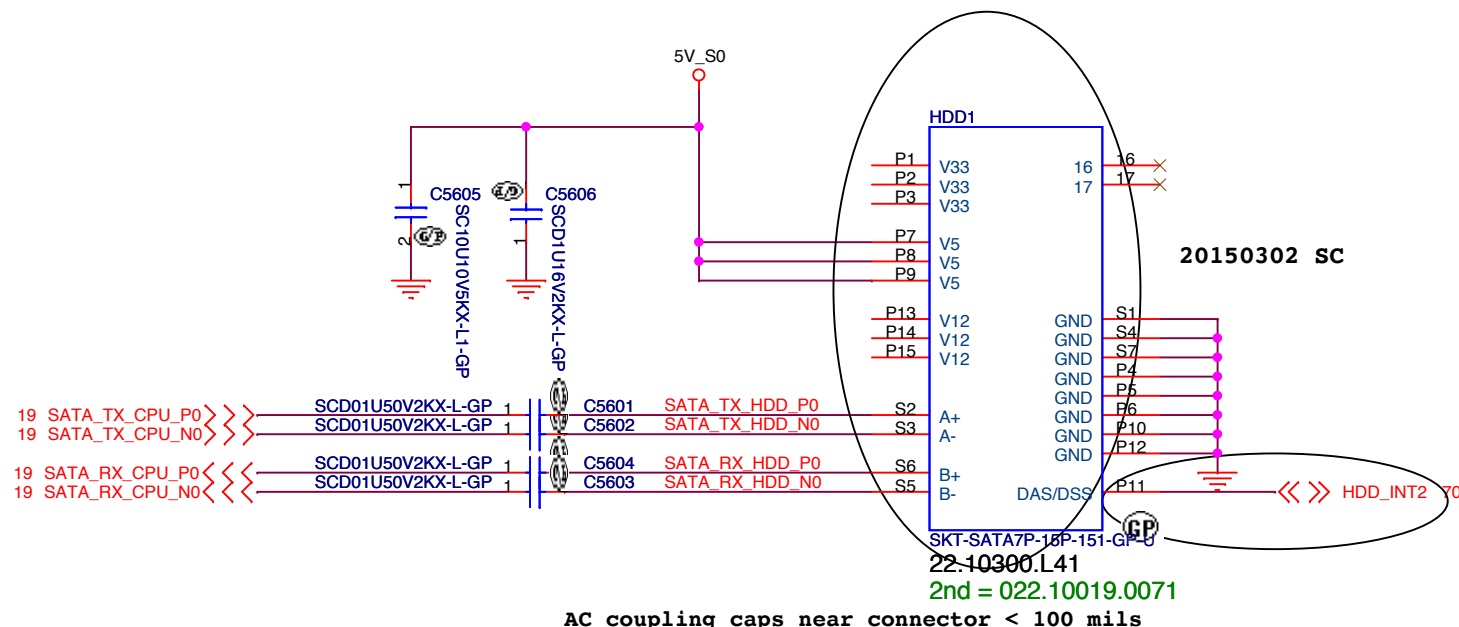 5V_S0
HDD1
P1 V33 16 16
P2 V33 17 17
P3 V33
1 C5605 C5606
2 1
SC10U10V5KX-L1-GP
SCD1U16V2KX-L-GP
P7 V5
P8 V5
P9 V5
20150302 SC
P13 V12 GND S1
P14 V12 GND S4
P15 V12 GND S7
GND P4
GND P5
GND P6
GND P10
GND P12
19 SATA_TX_CPU_P0 SCD01U50V2KX-L-GP 1 C5601 SATA_TX_HDD_P0 S2 A+
19 SATA_TX_CPU_N0 SCD01U50V2KX-L-GP 1 C5602 SATA_TX_HDD_N0 S3 A-
19 SATA_RX_CPU_P0 SCD01U50V2KX-L-GP 1 C5604 SATA_RX_HDD_P0 S6 B+
19 SATA_RX_CPU_N0 SCD01U50V2KX-L-GP 1 C5603 SATA_RX_HDD_N0 S5 B-
DAS/DSS P11 HDD_INT2 70
GP
SKT-SATA7P-15P-151-GP-U
22.10300.L41
2nd = 022.10019.0071
AC coupling caps near connector < 100 mils